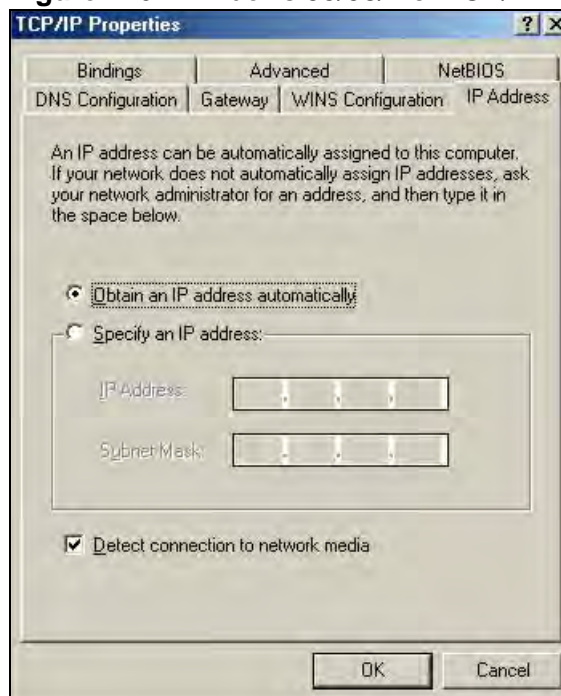 TCP/IP Properties
Bindings Advanced NetBIOS
DNS Configuration Gateway WINS Configuration IP Address
An IP address can be automatically assigned to this computer.
If your network does not automatically assign IP addresses, ask
your network administrator for an address, and then type it in
the space below.
Obtain an IP address automatically
Specify an IP address:
IP Address:
Subnet Mask:
Detect connection to network media
OK Cancel